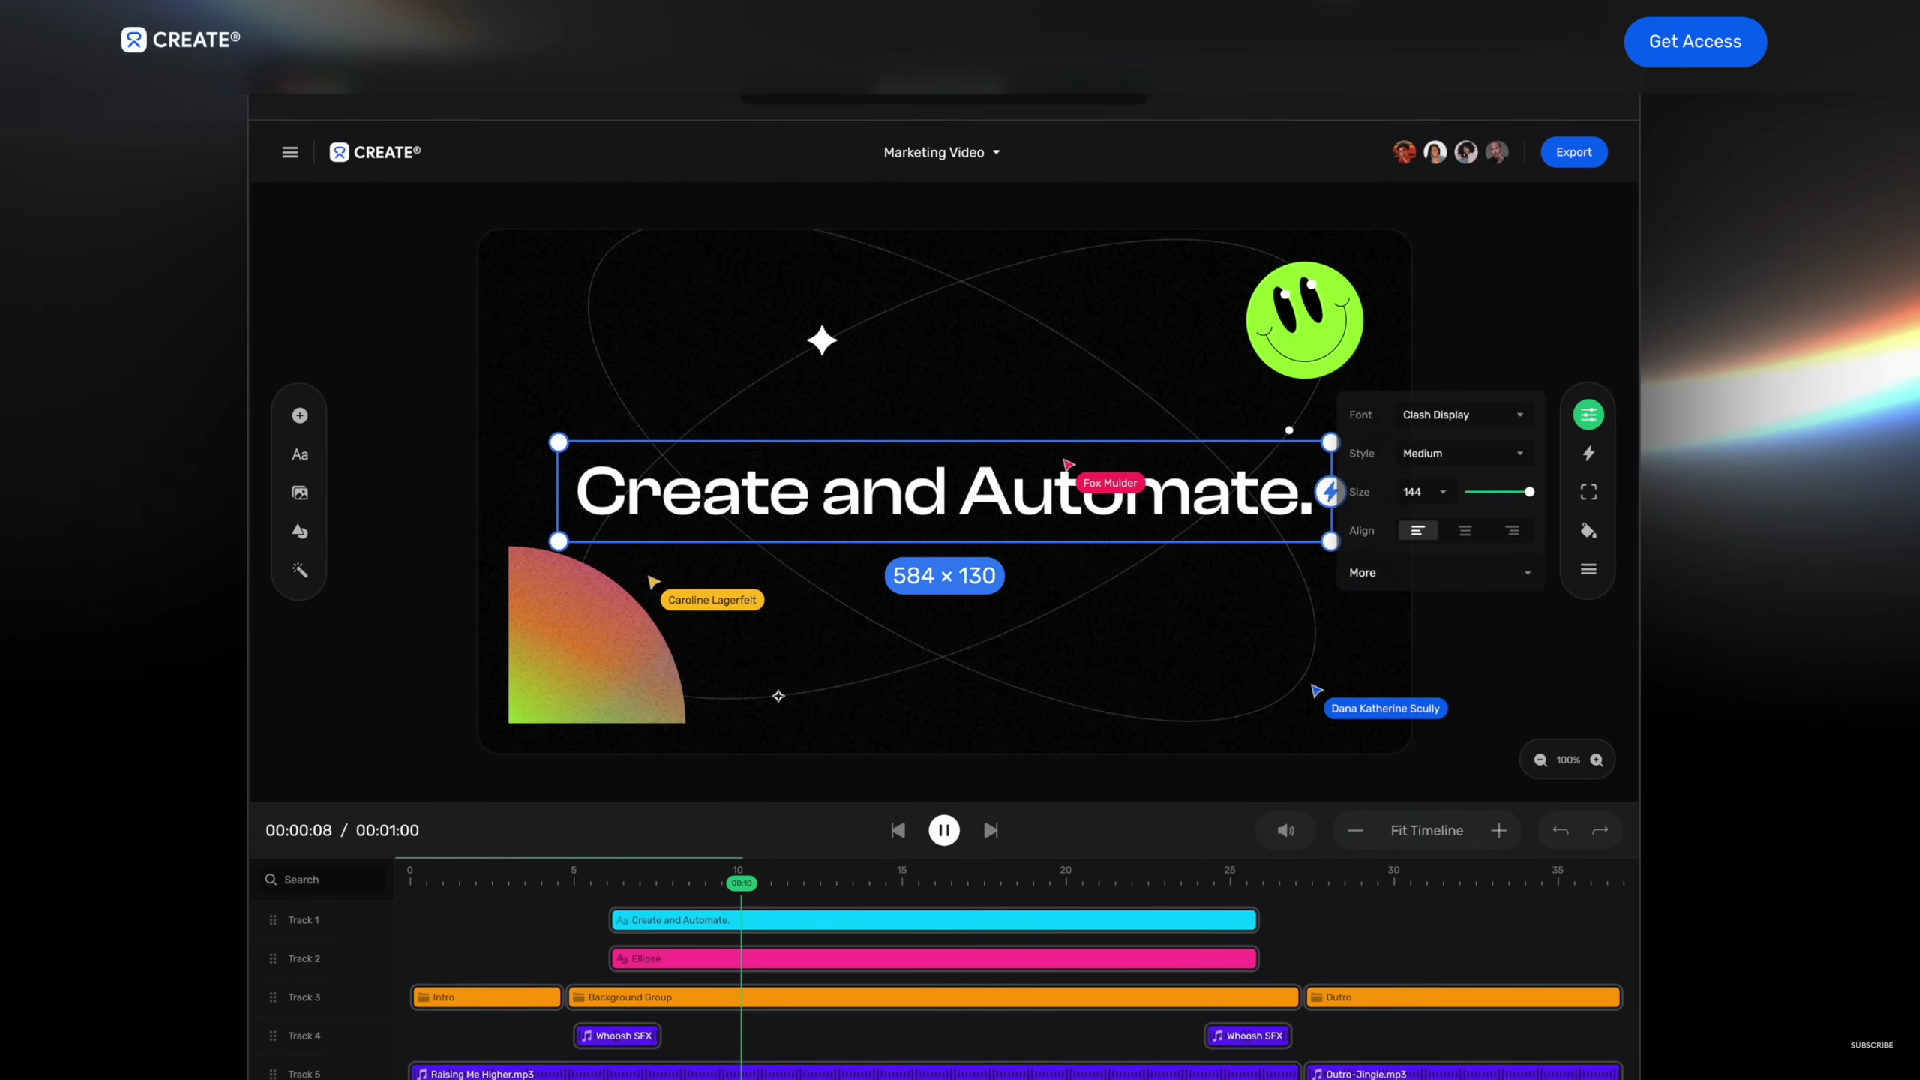 CREATE®
Get Access
CREATE®
Marketing Video
Export
Font
Clash Display
Aa
Style
Medium
Create and Automate.
Fox Mulder
Size
144
Align
584 × 130
More
Caroline Lagerfelt
Dana Katherine Scully
100%
00:00:08 / 00:01:00
Fit Timeline
Search
0 5 10 15 20 25 30 35
00:10
Track 1
Aa Create and Automate.
Track 2
Ellipse
Track 3
Intro
Background Group
Outro
Track 4
Whoosh SFX
Whoosh SFX
SUBSCRIBE
Track 5
Raising Me Higher.mp3
Outro-Jingle.mp3